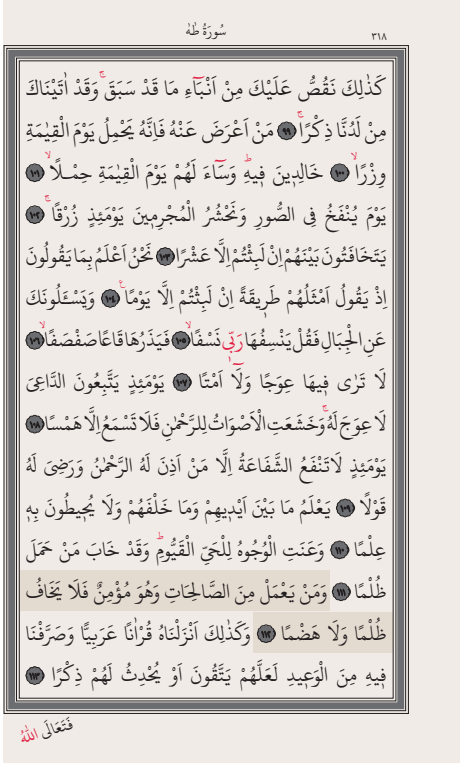 سُورَةُ طٰهٰ
٣١٨
كَذٰلِكَ نَقُصُّ عَلَيْكَ مِنْ اَنْبَٓاءِ مَا قَدْ سَبَقَۚ وَقَدْ اٰتَيْنَاكَ
مِنْ لَدُنَّا ذِكْرًاۚ ﴿٩٩﴾ مَنْ اَعْرَضَ عَنْهُ فَاِنَّهُ يَحْمِلُ يَوْمَ الْقِيٰمَةِ
وِزْرًاۙ ﴿١٠٠﴾ خَالِدِينَ فِيهِۜ وَسَٓاءَ لَهُمْ يَوْمَ الْقِيٰمَةِ حِمْلًاۙ ﴿١٠١﴾
يَوْمَ يُنْفَخُ فِي الصُّورِ وَنَحْشُرُ الْمُجْرِمِينَ يَوْمَئِذٍ زُرْقًاۚ ﴿١٠٢﴾
يَتَخَافَتُونَ بَيْنَهُمْ اِنْ لَبِثْتُمْ اِلَّا عَشْرًا ﴿١٠٣﴾ نَحْنُ اَعْلَمُ بِمَا يَقُولُونَ
اِذْ يَقُولُ اَمْثَلُهُمْ طَرِيقَةً اِنْ لَبِثْتُمْ اِلَّا يَوْمًا۟ ﴿١٠٤﴾ وَيَسْـَٔلُونَكَ
عَنِ الْجِبَالِ فَقُلْ يَنْسِفُهَا رَبِّي نَسْفًاۙ ﴿١٠٥﴾ فَيَذَرُهَا قَاعًا صَفْصَفًاۙ ﴿١٠٦﴾
لَا تَرٰى فِيهَا عِوَجًا وَلَٓا اَمْتًا ﴿١٠٧﴾ يَوْمَئِذٍ يَتَّبِعُونَ الدَّاعِيَ
لَا عِوَجَ لَهُۚ وَخَشَعَتِ الْاَصْوَاتُ لِلرَّحْمٰنِ فَلَا تَسْمَعُ اِلَّا هَمْسًا ﴿١٠٨﴾
يَوْمَئِذٍ لَا تَنْفَعُ الشَّفَاعَةُ اِلَّا مَنْ اَذِنَ لَهُ الرَّحْمٰنُ وَرَضِيَ لَهُ
قَوْلًا ﴿١٠٩﴾ يَعْلَمُ مَا بَيْنَ اَيْدِيهِمْ وَمَا خَلْفَهُمْ وَلَا يُحِيطُونَ بِهِ
عِلْمًا ﴿١١٠﴾ وَعَنَتِ الْوُجُوهُ لِلْحَيِّ الْقَيُّومِۜ وَقَدْ خَابَ مَنْ حَمَلَ
ظُلْمًا ﴿١١١﴾ وَمَنْ يَعْمَلْ مِنَ الصَّالِحَاتِ وَهُوَ مُؤْمِنٌ فَلَا يَخَافُ
ظُلْمًا وَلَا هَضْمًا ﴿١١٢﴾ وَكَذٰلِكَ اَنْزَلْنَاهُ قُرْاٰنًا عَرَبِيًّا وَصَرَّفْنَا
فِيهِ مِنَ الْوَعِيدِ لَعَلَّهُمْ يَتَّقُونَ اَوْ يُحْدِثُ لَهُمْ ذِكْرًا ﴿١١٣﴾
فَتَعَالَى اللّٰهُ